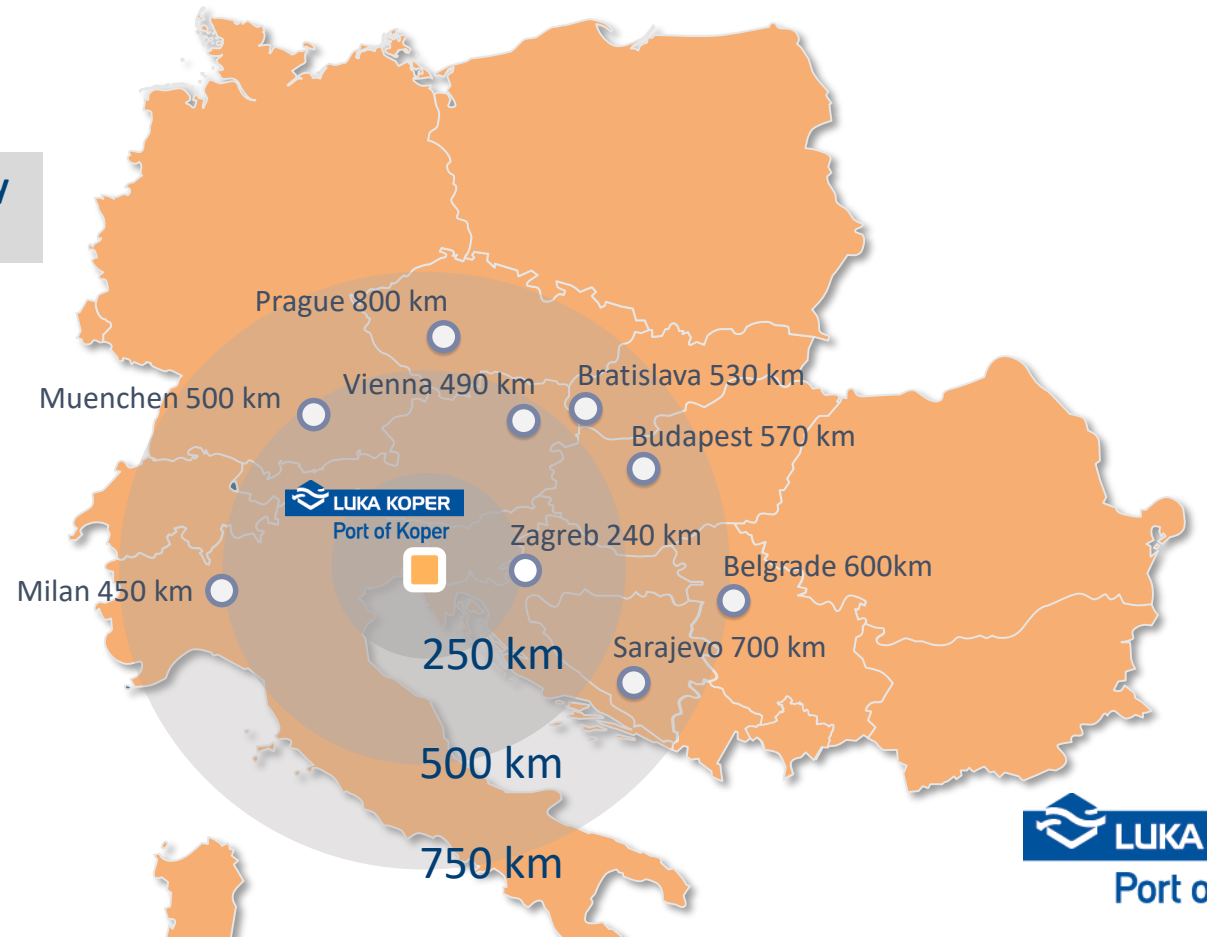 Prague 800 km
Muenchen 500 km
Vienna 490 km
Bratislava 530 km
Budapest 570 km
LUKA KOPER
Port of Koper
Zagreb 240 km
Belgrade 600km
Milan 450 km
Sarajevo 700 km
250 km
500 km
750 km
LUKA
Port o